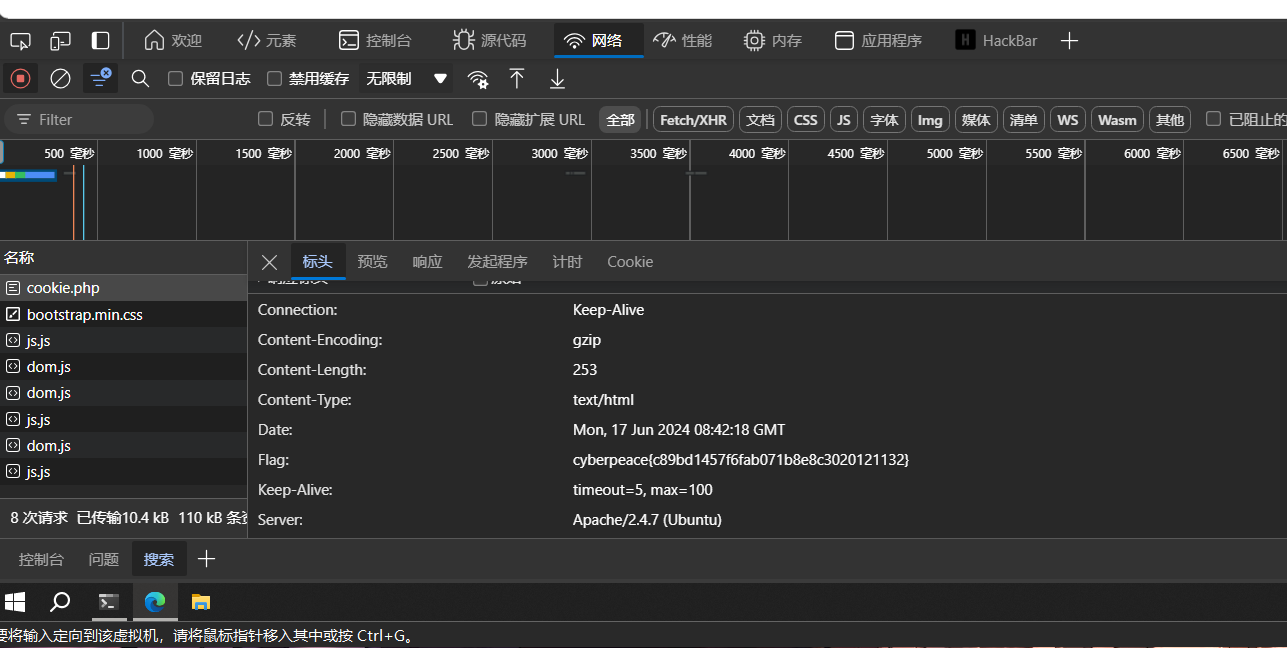 欢迎 元素 控制台 源代码 网络 性能 内存 应用程序 H HackBar
保留日志 禁用缓存 无限制
Filter 反转 隐藏数据 URL 隐藏扩展 URL 全部 Fetch/XHR 文档 CSS JS 字体 Img 媒体 清单 WS Wasm 其他 已阻止的
500 毫秒 1000 毫秒 1500 毫秒 2000 毫秒 2500 毫秒 3000 毫秒 3500 毫秒 4000 毫秒 4500 毫秒 5000 毫秒 5500 毫秒 6000 毫秒 6500 毫秒
名称
标头 预览 响应 发起程序 计时 Cookie
cookie.php
bootstrap.min.css
js.js
dom.js
dom.js
js.js
dom.js
js.js
Connection: Keep-Alive
Content-Encoding: gzip
Content-Length: 253
Content-Type: text/html
Date: Mon, 17 Jun 2024 08:42:18 GMT
Flag: cyberpeace{c89bd1457f6fab071b8e8c3020121132}
Keep-Alive: timeout=5, max=100
Server: Apache/2.4.7 (Ubuntu)
8 次请求 已传输10.4 kB 110 kB 条
控制台 问题 搜索
要将输入定向到该虚拟机，请将鼠标指针移入其中或按 Ctrl+G。